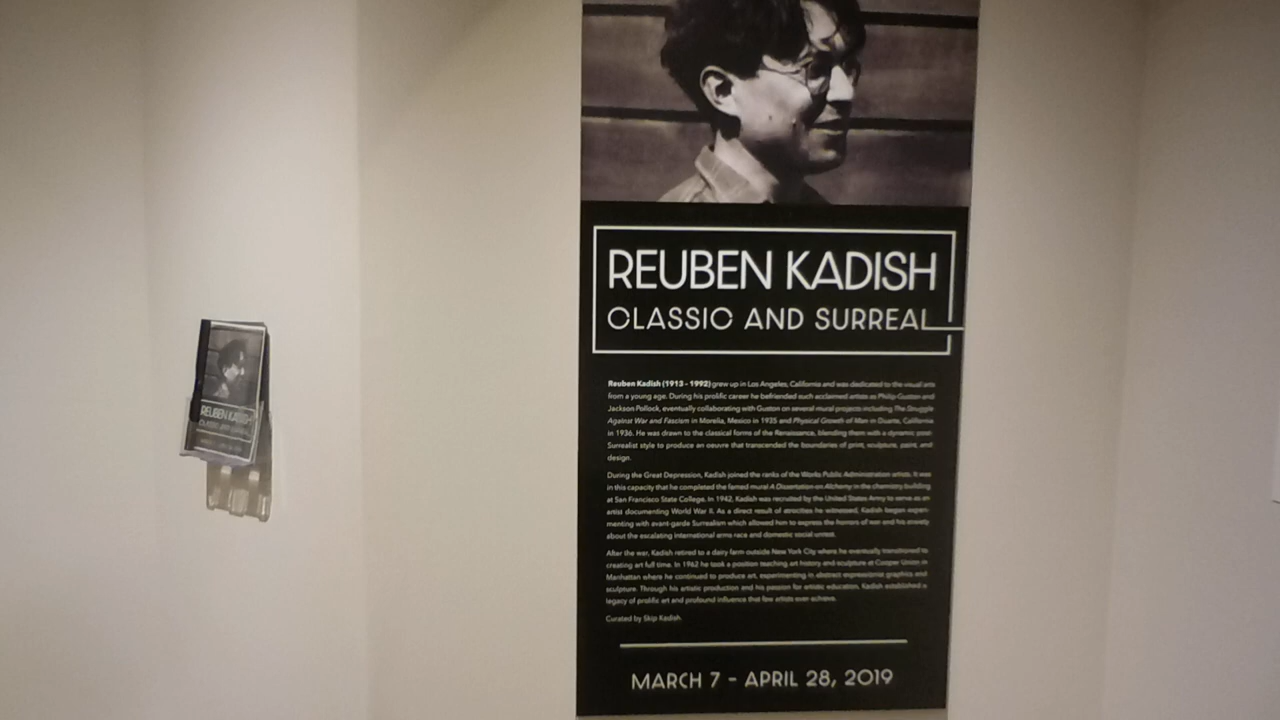 REUBEN KADISH
CLASSIC AND SURREAL
Reuben Kadish (1913 - 1992) grew up in Los Angeles, California and was dedicated to the visual arts
from a young age. During his prolific career he befriended such acclaimed artists as Philip Guston and
Jackson Pollock, eventually collaborating with Guston on several mural projects including The Struggle
Against War and Fascism in Morelia, Mexico in 1935 and Physical Growth of Man in Duarte, California
in 1936. He was drawn to the classical forms of the Renaissance, blending them with a dynamic post-
Surrealist style to produce an oeuvre that transcended the boundaries of print, sculpture, paint, and
design.
During the Great Depression, Kadish joined the ranks of the Works Public Administration artists. It was
in this capacity that he completed the famed mural A Dissertation on Alchemy in the chemistry building
at San Francisco State College. In 1942, Kadish was recruited by the United States Army to serve as an
artist documenting World War II. As a direct result of atrocities he witnessed, Kadish began experi-
menting with avant-garde Surrealism which allowed him to express the horrors of war and his anxiety
about the escalating international arms race and domestic social unrest.
After the war, Kadish retired to a dairy farm outside New York City where he eventually transitioned to
creating art full time. In 1962 he took a position teaching art history and sculpture at Cooper Union in
Manhattan where he continued to produce art, experimenting in abstract expressionist graphics and
sculpture. Through his artistic production and his passion for artistic education, Kadish established a
legacy of prolific art and profound influence that few artists ever achieve.
Curated by Skip Kadish.
MARCH 7 - APRIL 28, 2019
REUBEN KADISH
CLASSIC AND SURREAL